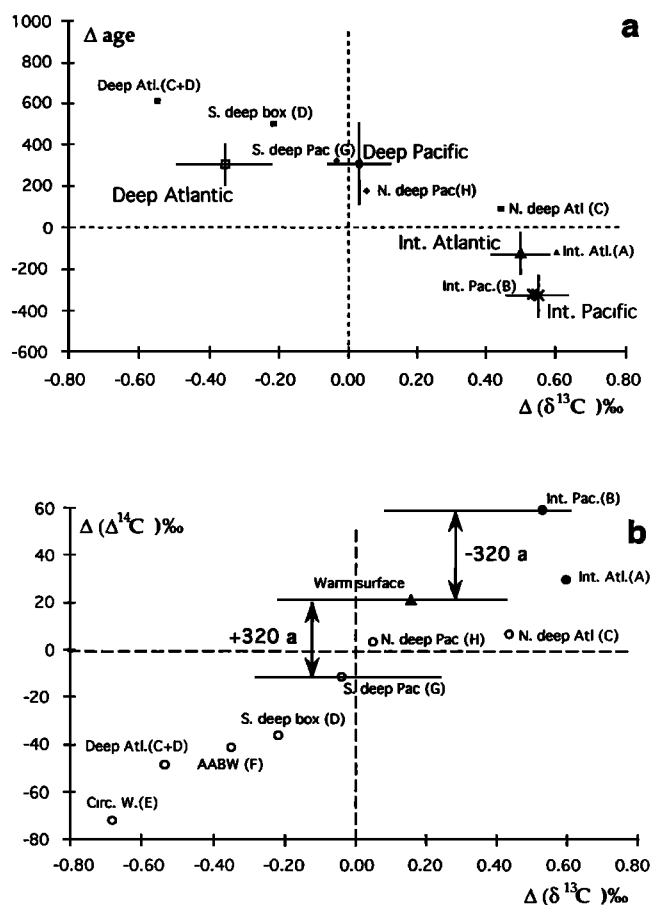 a
1000
Δ age
800
Deep Atl.(C+D)
600
S. deep box (D)
400
S. deep Pac (G)
Deep Pacific
200
Deep Atlantic
N. deep Pac(H)
N. deep Atl (C)
0
Int. Atlantic
Int. Atl.(A)
-200
Int. Pac.(B)
Int. Pacific
-400
-600
-0.80 -0.60 -0.40 -0.20 0.00 0.20 0.40 0.60 0.80
Δ (δ¹³C )‰
60
Δ (Δ¹⁴C )‰
Int. Pac.(B)
b
-320 a
40
Int. Atl.(A)
Warm surface
20
+320 a
N. deep Pac (H)
N. deep Atl (C)
0
S. deep Pac (G)
-20
S. deep box (D)
-40
Deep Atl.(C+D)
AABW (F)
-60
Circ. W.(E)
-80
-0.80 -0.60 -0.40 -0.20 0.00 0.20 0.40 0.60 0.80
Δ (δ¹³C )‰